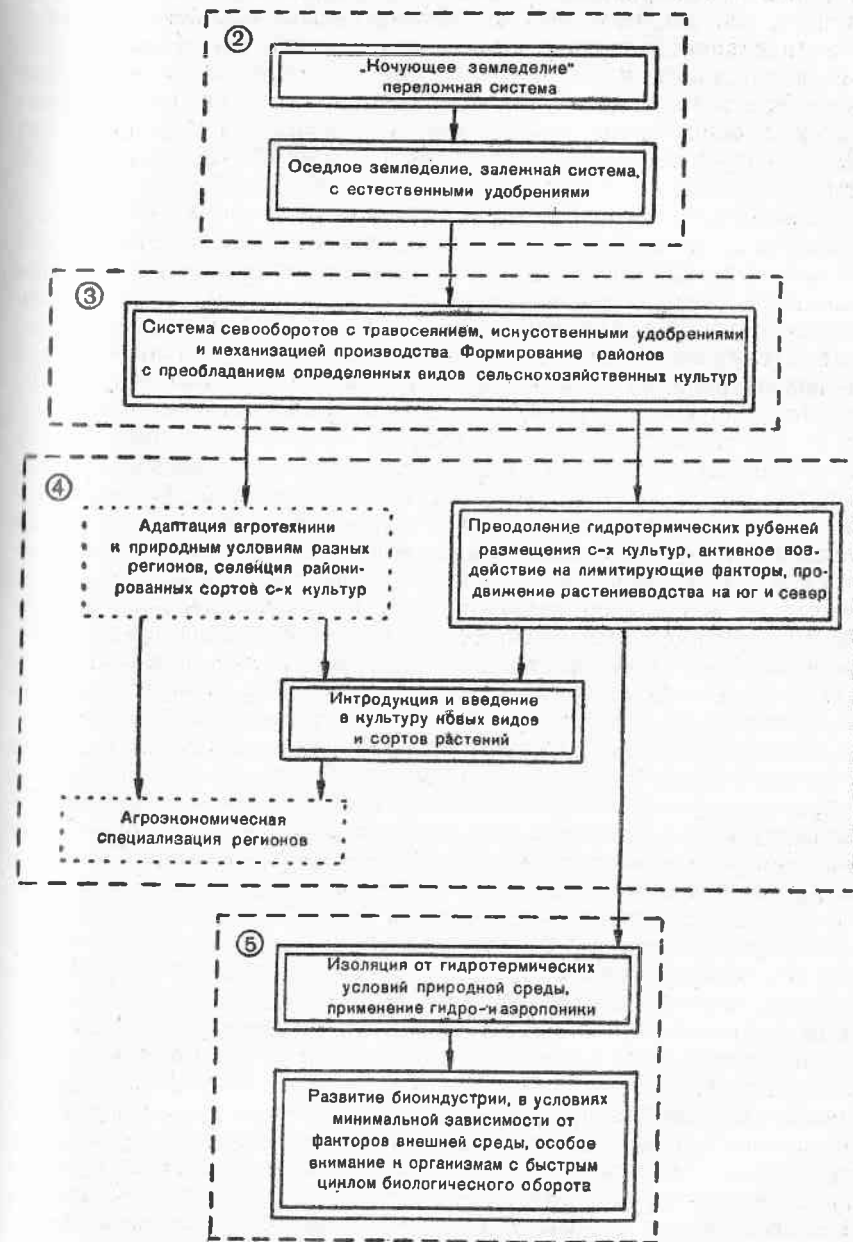 ②
„Кочующее земледелие“
переложная система
Оседлое земледелие, залежная система,
с естественными удобрениями
③
Система севооборотов с травосеянием, искусственными удобрениями
и механизацией производства. Формирование районов
с преобладанием определенных видов сельскохозяйственных культур
④
Адаптация агротехники
к природным условиям разных
регионов, селекция райони-
рованных сортов с-х культур
Преодоление гидротермических рубежей
размещения с-х культур, активное воз-
действие на лимитирующие факторы, про-
движение растениеводства на юг и север
Интродукция и введение
в культуру новых видов
и сортов растений
Агроэкономическая
специализация регионов
⑤
Изоляция от гидротермических
условий природной среды,
применение гидро-и аэропоники
Развитие биоиндустрии, в условиях
минимальной зависимости от
факторов внешней среды, особое
внимание к организмам с быстрым
циклом биологического оборота